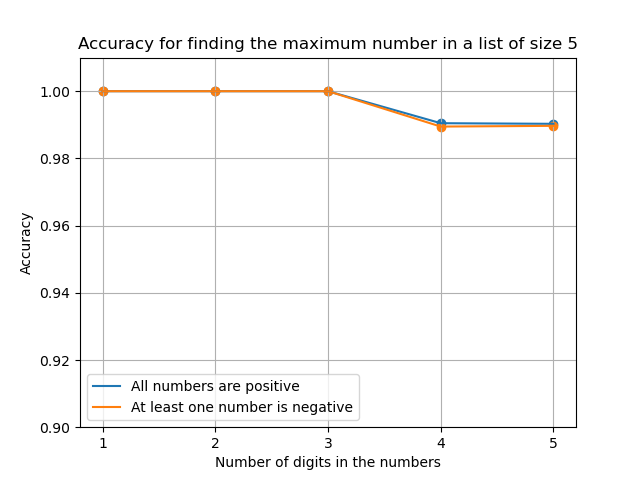 Accuracy for finding the maximum number in a list of size 5
1.00
0.98
0.96
0.94
0.92
0.90
Accuracy
All numbers are positive
At least one number is negative
1 2 3 4 5
Number of digits in the numbers